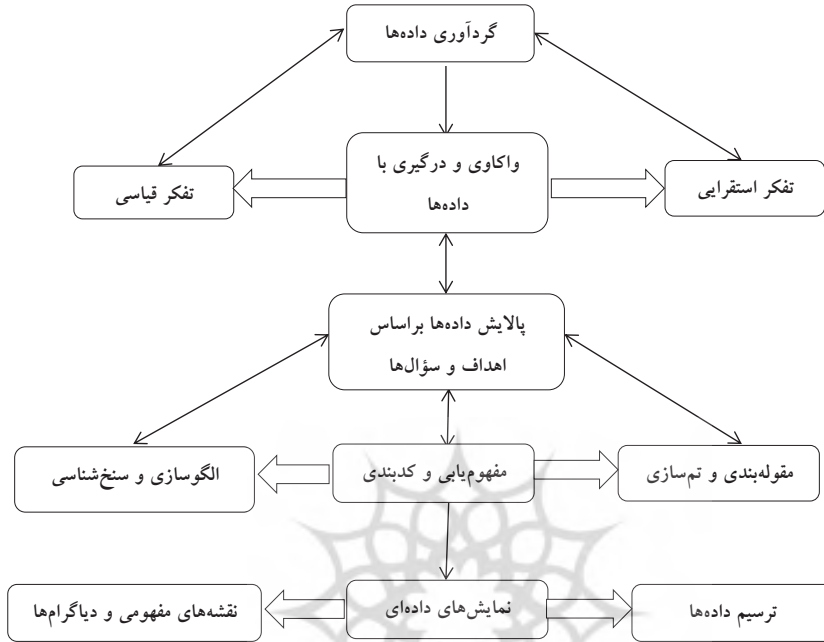 گردآوری داده‌ها
واکاوی و درگیری با
داده‌ها
تفکر استقرایی
تفکر قیاسی
پالایش داده‌ها براساس
اهداف و سؤال‌ها
مقوله‌بندی و تم‌سازی
مفهوم‌یابی و کدبندی
الگوسازی و سنخ‌شناسی
ترسیم داده‌ها
نمایش‌های داده‌ای
نقشه‌های مفهومی و دیاگرام‌ها